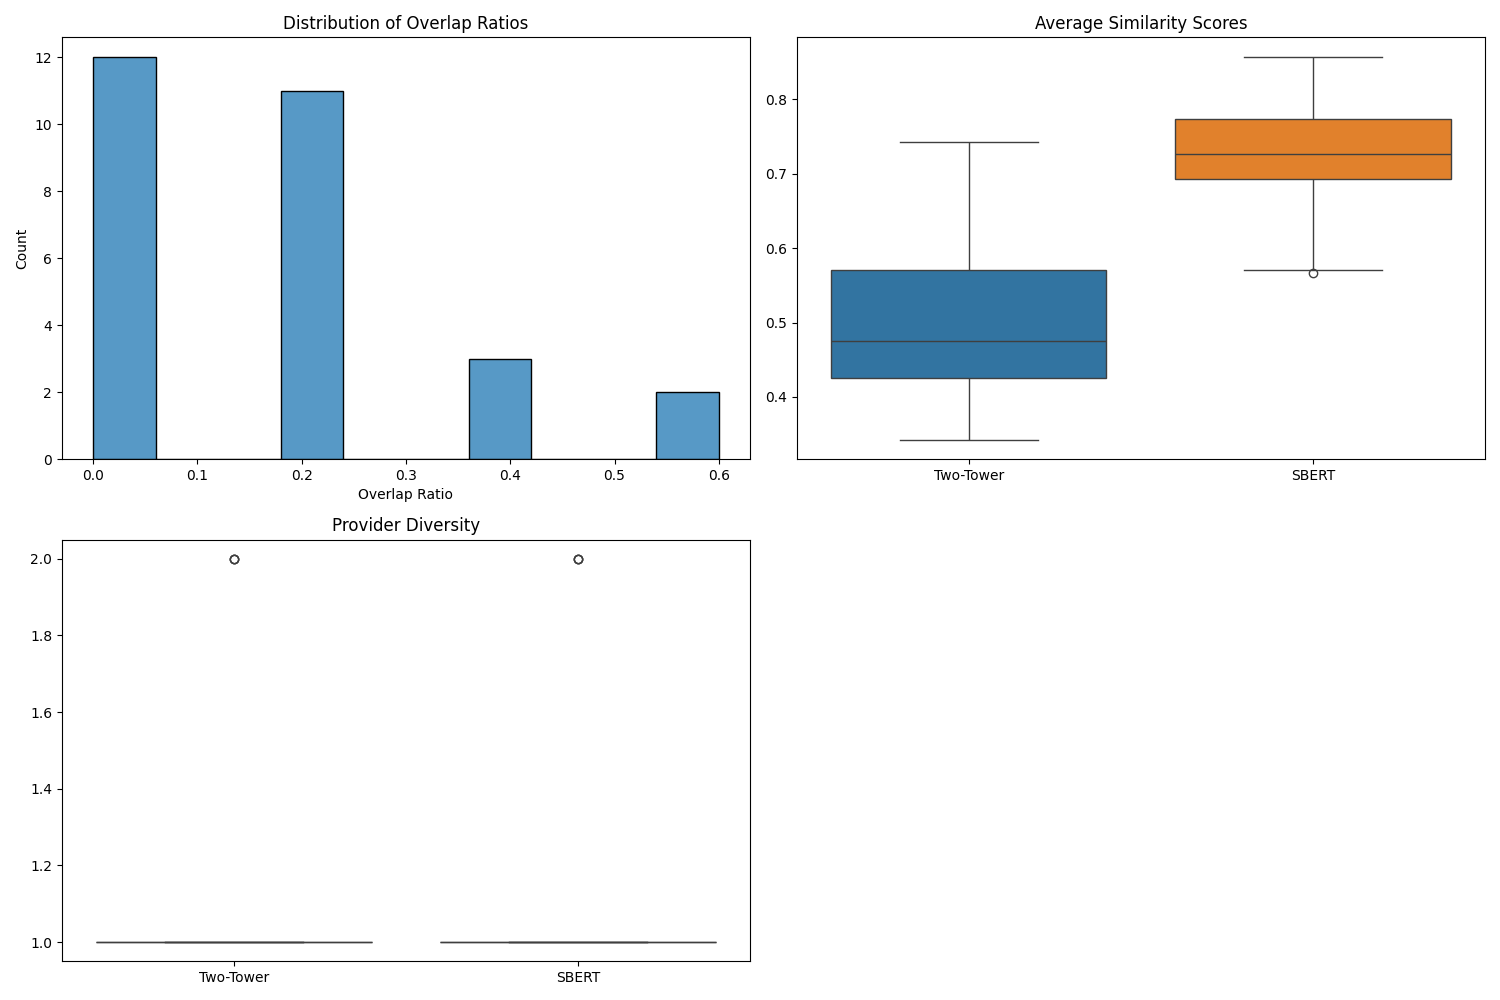 Distribution of Overlap Ratios
12
10
8
6
4
2
0
Count
0.0 0.1 0.2 0.3 0.4 0.5 0.6
Overlap Ratio
Average Similarity Scores
0.8
0.7
0.6
0.5
0.4
Two-Tower SBERT
Provider Diversity
2.0
1.8
1.6
1.4
1.2
1.0
Two-Tower SBERT